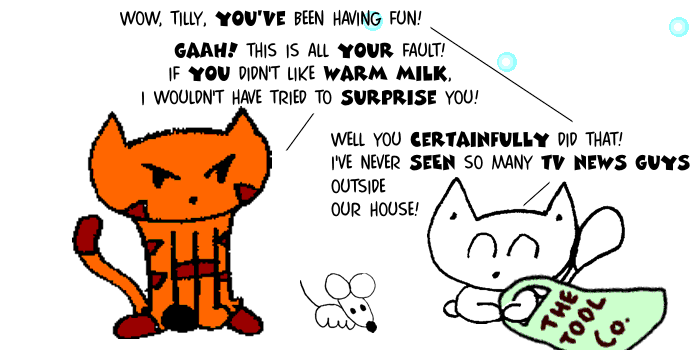 WOW, TILLY, YOU'VE BEEN HAVING FUN!
GAAH! THIS IS ALL YOUR FAULT!
IF YOU DIDN'T LIKE WARM MILK,
I WOULDN'T HAVE TRIED TO SURPRISE YOU!
WELL YOU CERTAINFULLY DID THAT!
I'VE NEVER SEEN SO MANY TV NEWS GUYS
OUTSIDE
OUR HOUSE!
THE
TOOL
Co.